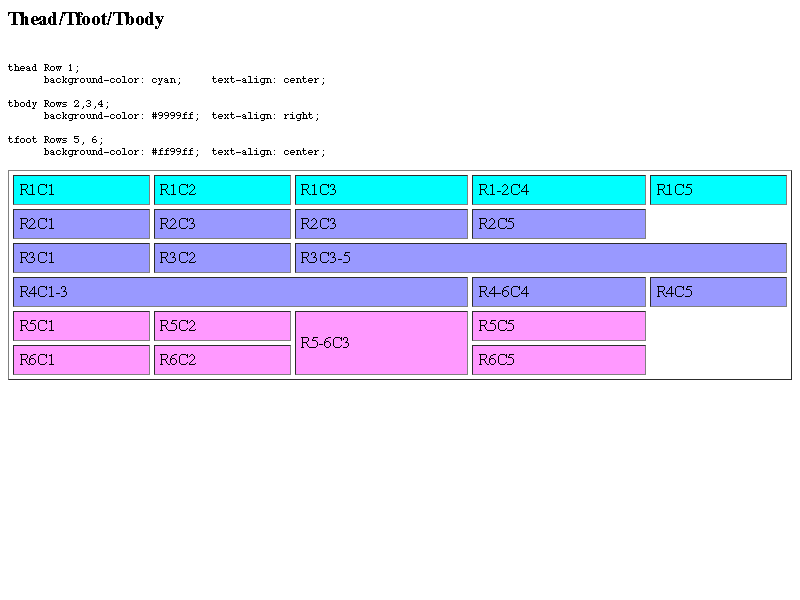 Thead/Tfoot/Tbody
thead Row 1;
background-color: cyan; text-align: center;
tbody Rows 2,3,4;
background-color: #9999ff; text-align: right;
tfoot Rows 5, 6;
background-color: #ff99ff; text-align: center;
R1C1 R1C2 R1C3 R1-2C4 R1C5
R2C1 R2C3 R2C3 R2C5
R3C1 R3C2 R3C3-5
R4C1-3 R4-6C4 R4C5
R5C1 R5C2 R5-6C3 R5C5
R6C1 R6C2 R6C5